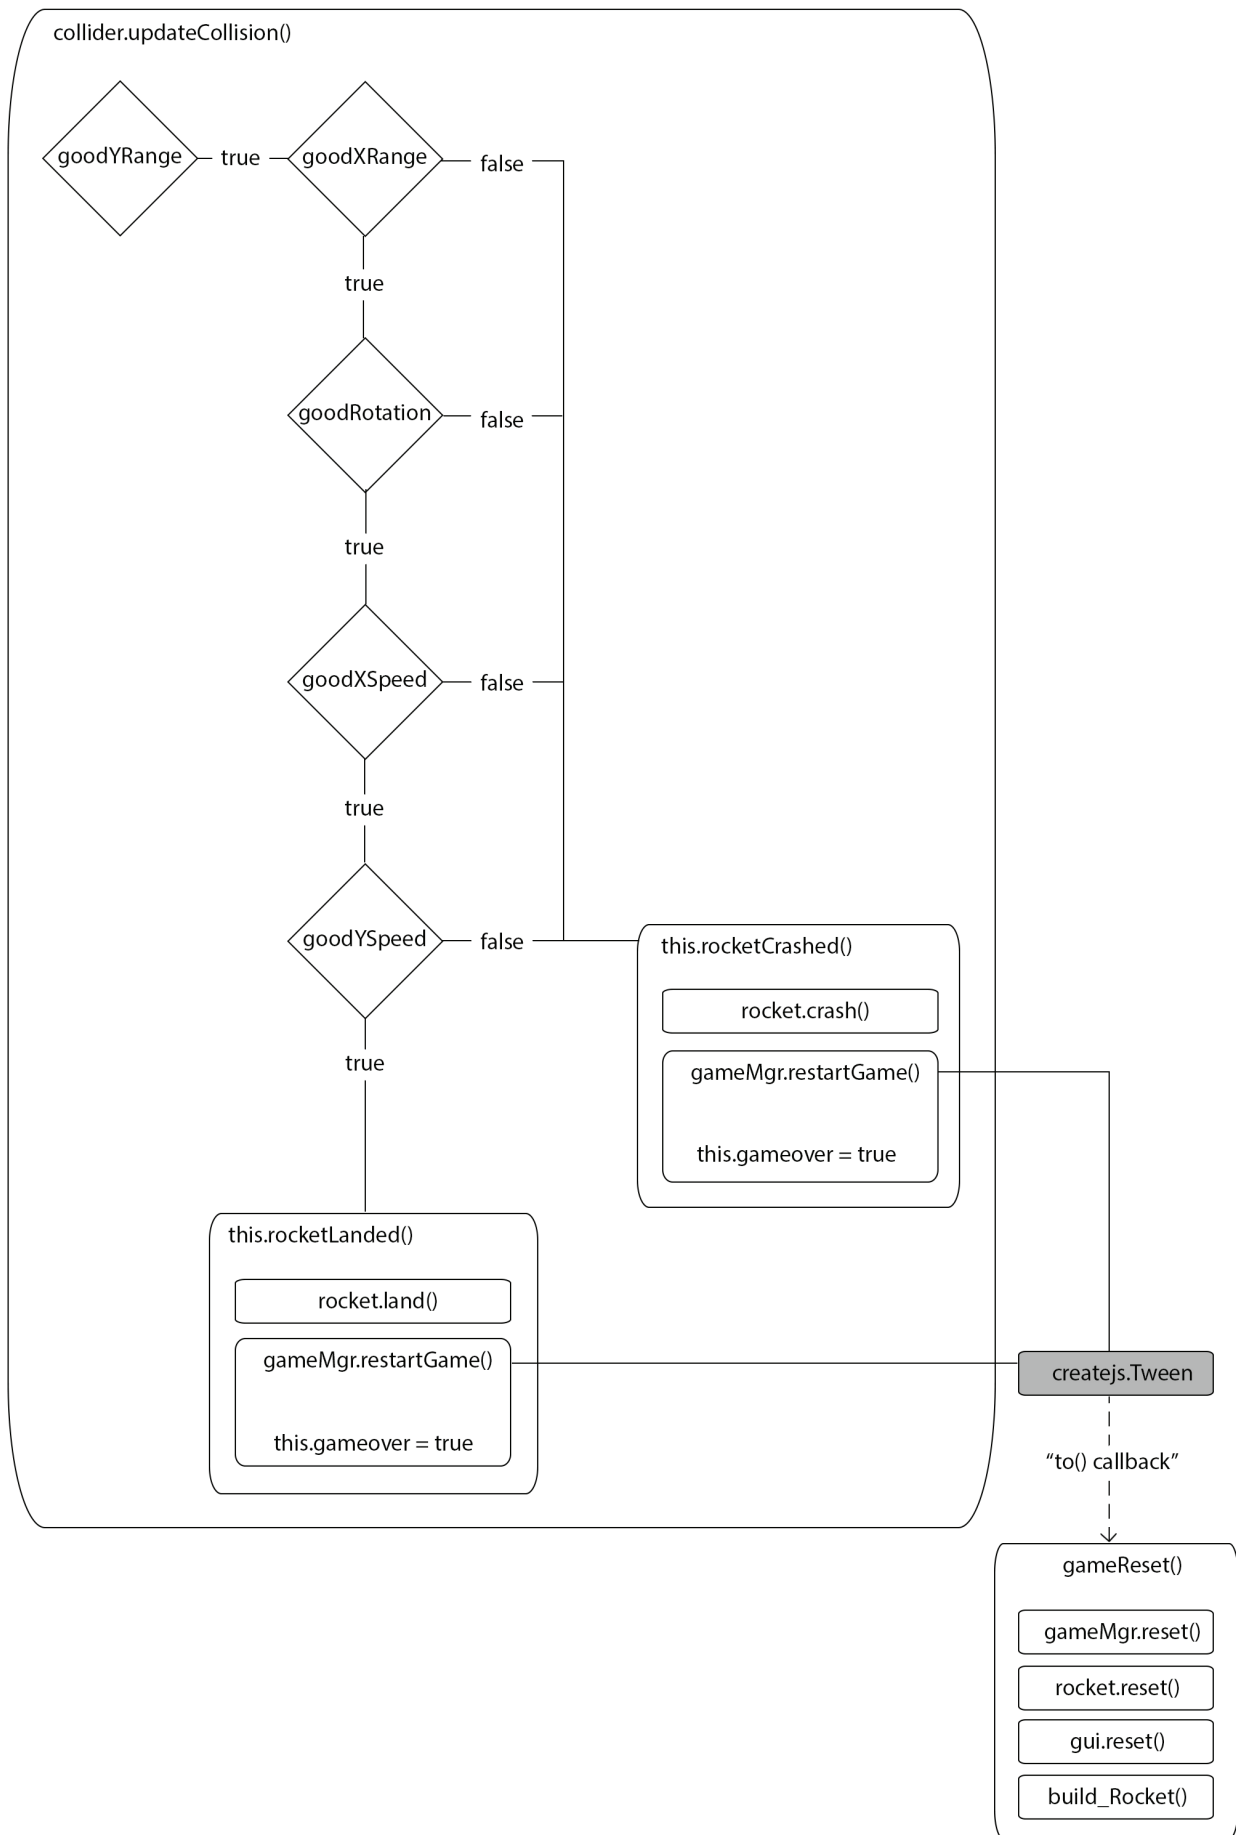 collider.updateCollision()
goodYRange
true
goodXRange
false
true
goodRotation
false
true
goodXSpeed
false
true
goodYSpeed
false
this.rocketCrashed()
rocket.crash()
gameMgr.restartGame()
this.gameover = true
true
this.rocketLanded()
rocket.land()
gameMgr.restartGame()
this.gameover = true
createjs.Tween
“to() callback”
gameReset()
gameMgr.reset()
rocket.reset()
gui.reset()
build_Rocket()